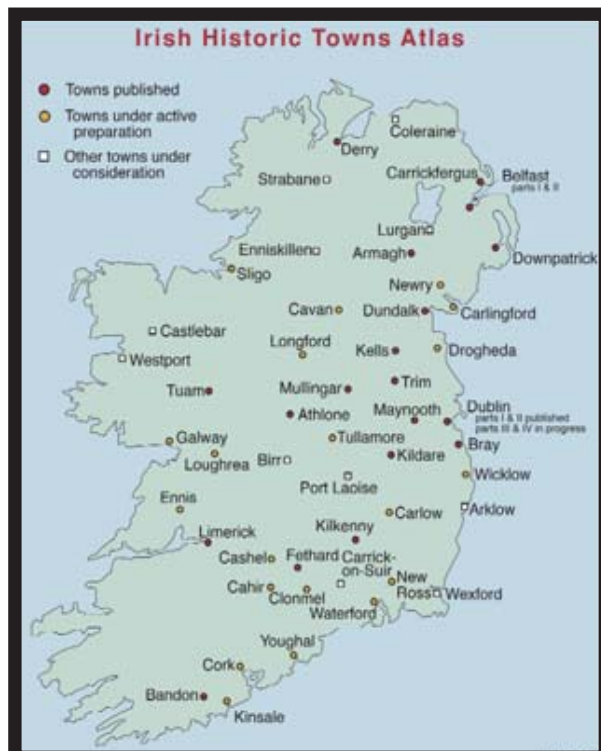 Irish Historic Towns Atlas
Towns published
Towns under active
preparation
Other towns under
consideration
Coleraine
Derry
Strabane
Carrickfergus
Belfast
parts I & II
Lurgan
Enniskillen
Armagh
Downpatrick
Sligo
Newry
Cavan
Dundalk
Carlingford
Castlebar
Longford
Kells
Drogheda
Westport
Tuam
Mullingar
Trim
Athlone
Maynooth
Dublin
parts I & II published
parts III & IV in progress
Galway
Tullamore
Bray
Loughrea
Birr
Kildare
Wicklow
Port Laoise
Ennis
Carlow
Arklow
Limerick
Kilkenny
Cashel
Fethard
Carrick-
on-Suir
New
Ross
Wexford
Cahir
Clonmel
Waterford
Youghal
Cork
Bandon
Kinsale